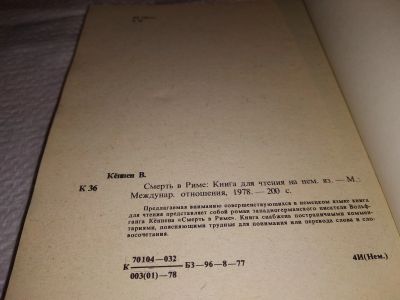 Кёппен В.
К 36
Смерть в Риме: Книга для чтения на нем. яз. — М.:
Междунар. отношения, 1978. — 200 с.
Предлагаемая вниманию совершенствующихся в немецком языке книга
для чтения представляет собой роман западногерманского писателя Вольф-
ганга Кёппена «Смерть в Риме». Книга снабжена постраничными коммен-
тариями, поясняющими трудные для понимания или перевода слова и сло-
восочетания.
70104—032
К БЗ—96—8—77
003(01)—78
4И(Нем.)